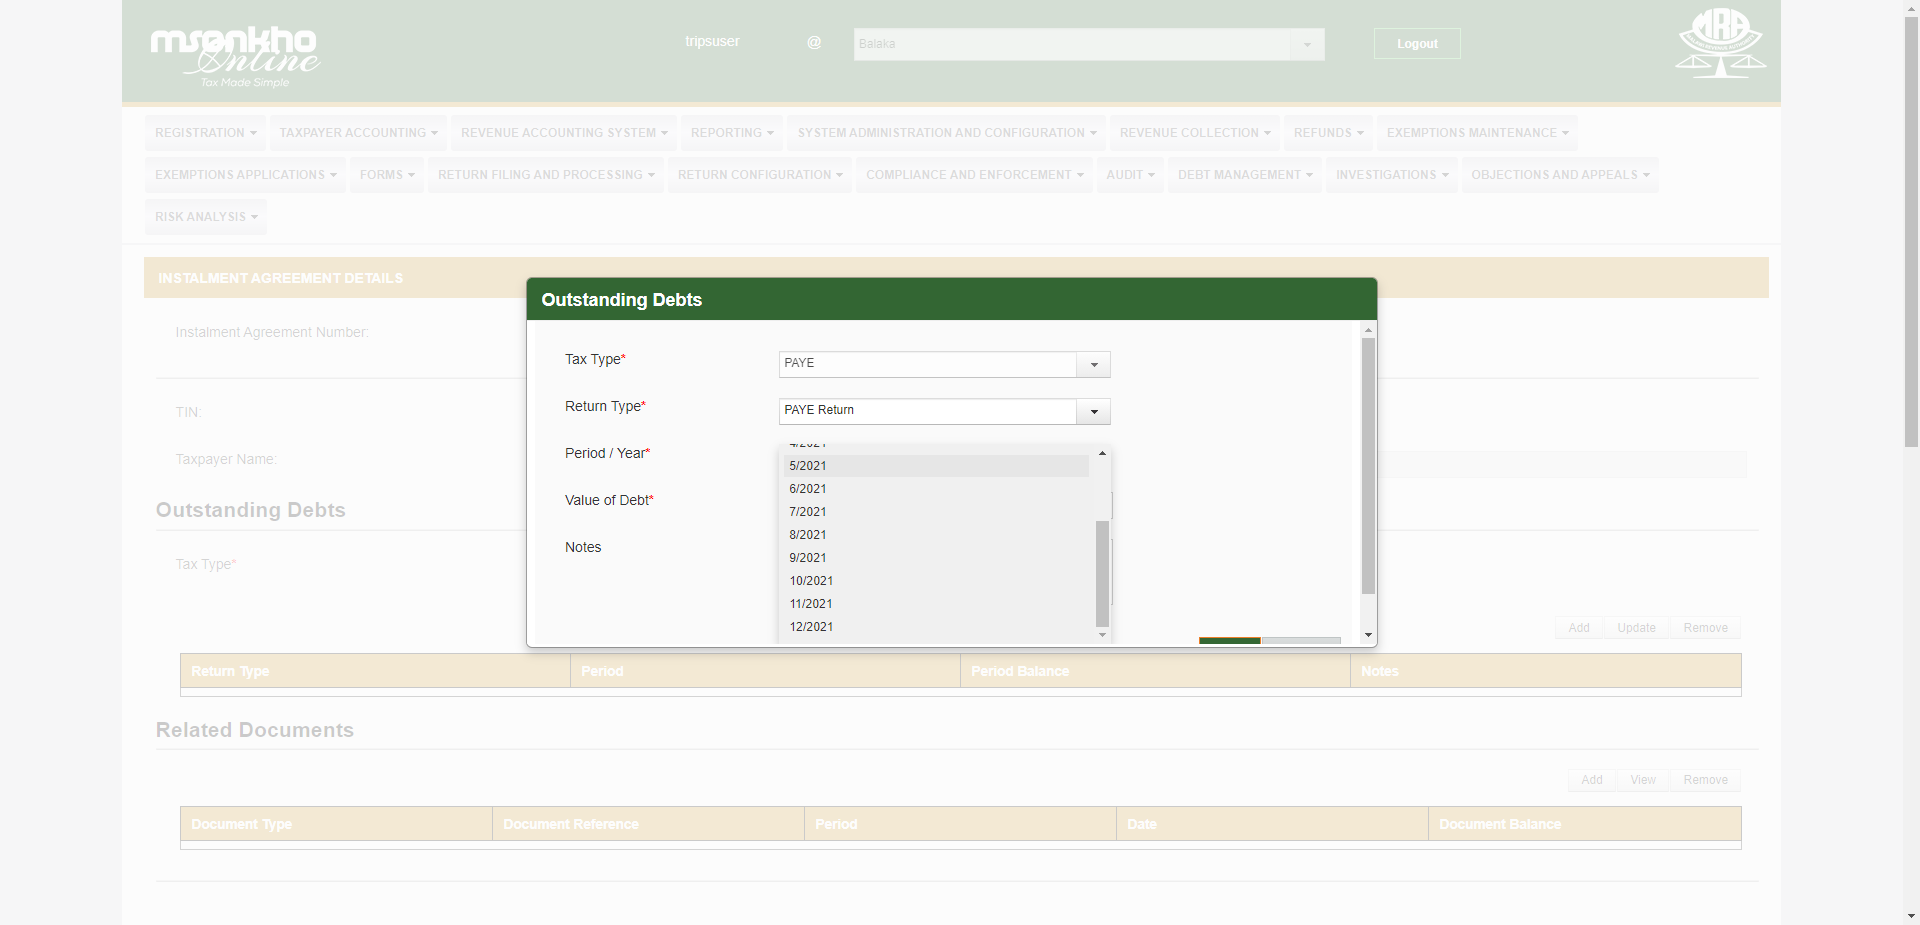 msonkho
Online
Tax Made Simple
tripsuser @ Balaka Logout
MRA
MALAWI REVENUE AUTHORITY
REGISTRATION TAXPAYER ACCOUNTING REVENUE ACCOUNTING SYSTEM REPORTING SYSTEM ADMINISTRATION AND CONFIGURATION REVENUE COLLECTION REFUNDS EXEMPTIONS MAINTENANCE
EXEMPTIONS APPLICATIONS FORMS RETURN FILING AND PROCESSING RETURN CONFIGURATION COMPLIANCE AND ENFORCEMENT AUDIT DEBT MANAGEMENT INVESTIGATIONS OBJECTIONS AND APPEALS
RISK ANALYSIS
INSTALMENT AGREEMENT DETAILS
Instalment Agreement Number:
TIN:
Taxpayer Name:
Outstanding Debts
Tax Type*
Outstanding Debts
Tax Type* PAYE
Return Type* PAYE Return
Period / Year*
Value of Debt*
Notes
4/2021
5/2021
6/2021
7/2021
8/2021
9/2021
10/2021
11/2021
12/2021
Add Update Remove
Return Type Period Period Balance Notes
Related Documents
Add View Remove
Document Type Document Reference Period Date Document Balance